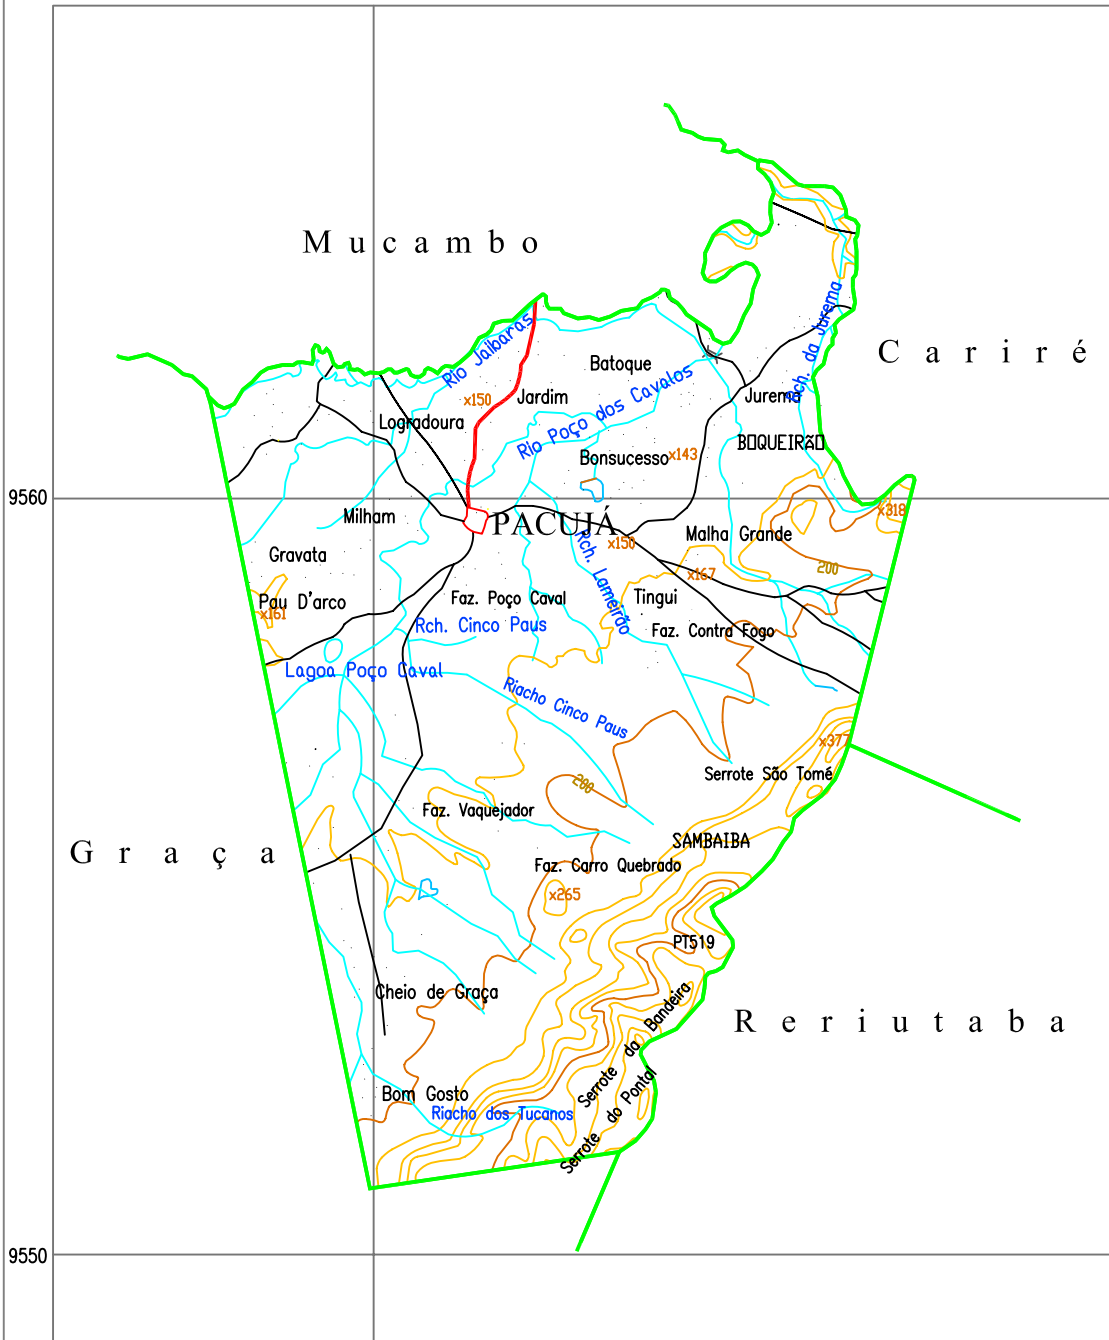 Mucambo
Cariré
Rch. da Jurema
Rio Jaibaras
Batoque
x150
Jardim
Rio Poço dos Cavalos
Jurema
Logradoura
B▯QUEIRÃ▯
Bonsucesso
x143
9560
x318
Milham
PACUJÁ
Malha Grande
Rch. Lameirão
x150
Gravata
x167
200
Pau D'arco
x161
Faz. Poço Caval
Tingui
Rch. Cinco Paus
Faz. Contra Fogo
Lagoa Poço Caval
Riacho Cinco Paus
x377
Serrote São Tomé
200
Faz. Vaquejador
SAMBAIBA
Graça
Faz. Carro Quebrado
x265
PT519
Cheio de Graça
Serrote da Bandeira
Reriutaba
Bom Gosto
Riacho dos Tucanos
Serrote do Pontal
9550